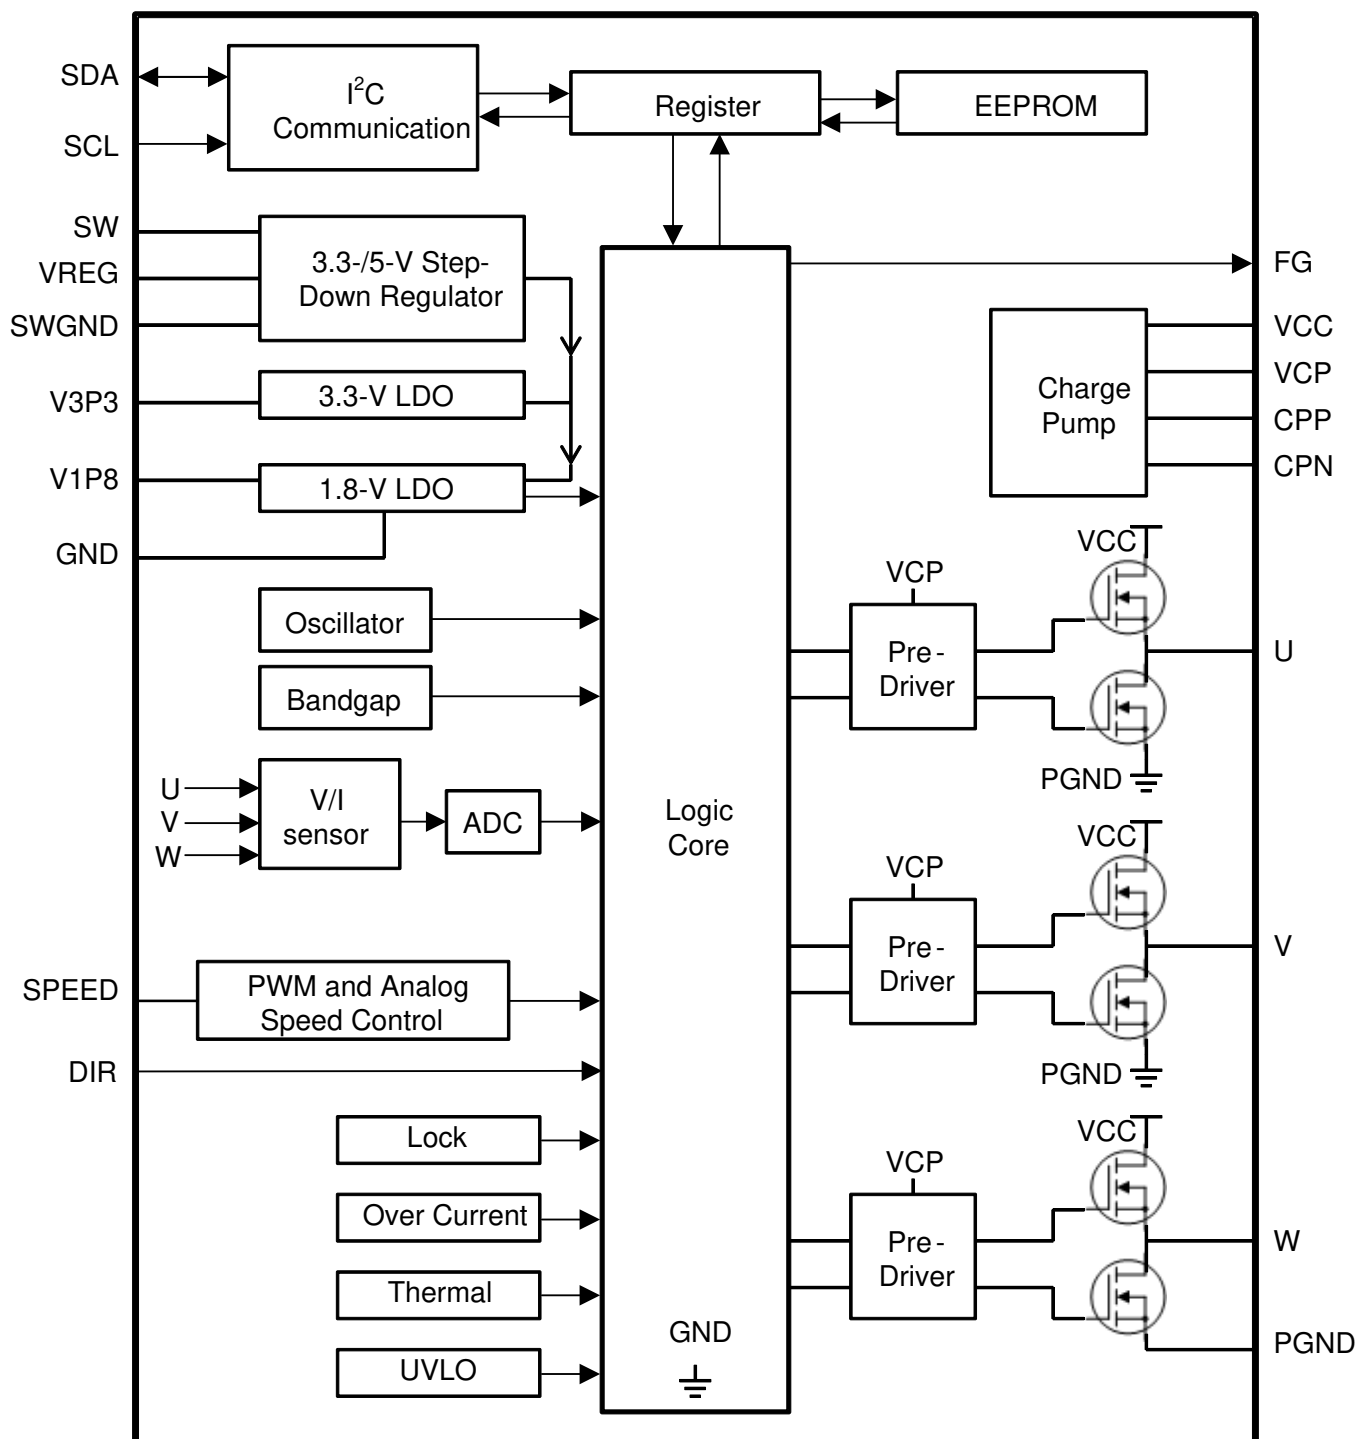 SDA
SCL
I²C
Communication
Register
EEPROM
SW
VREG
SWGND
3.3-/5-V Step-
Down Regulator
V3P3
3.3-V LDO
V1P8
1.8-V LDO
GND
Oscillator
Bandgap
U
V
W
V/I
sensor
ADC
SPEED
PWM and Analog
Speed Control
DIR
Lock
Over Current
Thermal
UVLO
Logic
Core
GND
FG
Charge
Pump
VCC
VCP
CPP
CPN
VCP
Pre-
Driver
VCC
PGND
U
VCP
Pre-
Driver
VCC
PGND
V
VCP
Pre-
Driver
VCC
W
PGND